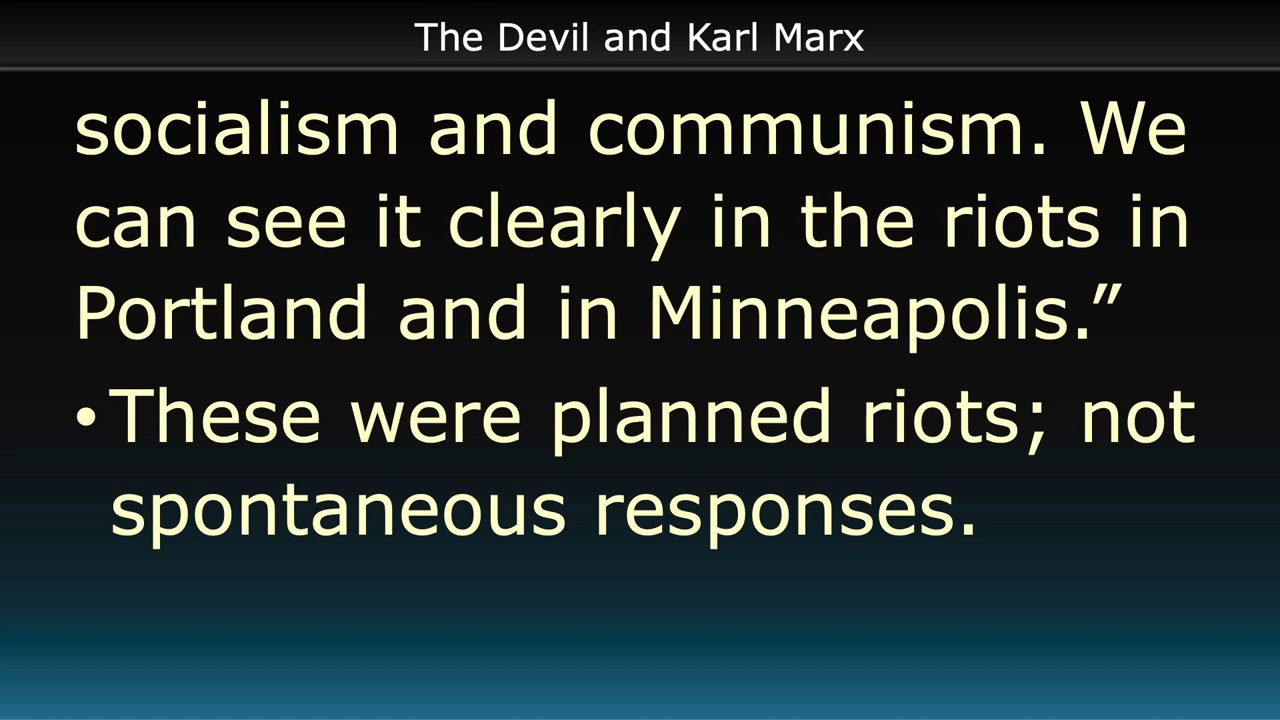 The Devil and Karl Marx
socialism and communism. We
can see it clearly in the riots in
Portland and in Minneapolis.”
• These were planned riots; not
spontaneous responses.